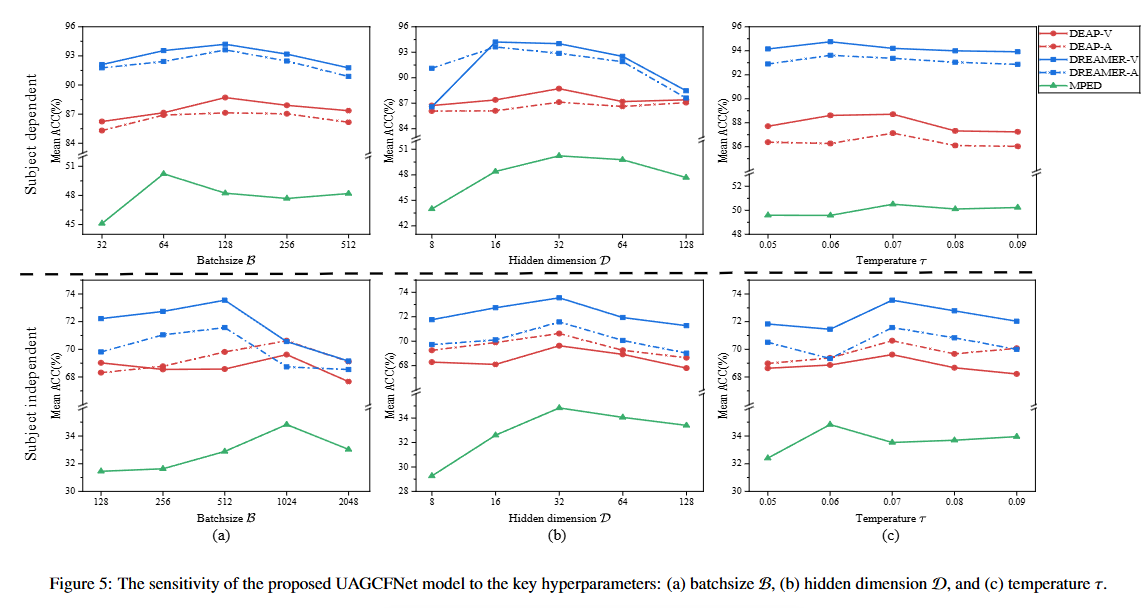 Subject dependent
Mean ACC(%)
96
93
90
87
84
51
48
45
32 64 128 256 512
Batchsize ℬ
Mean ACC(%)
96
93
90
87
84
51
48
45
42
8 16 32 64 128
Hidden dimension 𝒟
Mean ACC(%)
96
94
92
90
88
86
52
50
48
0.05 0.06 0.07 0.08 0.09
Temperature τ
DEAP-V
DEAP-A
DREAMER-V
DREAMER-A
MPED
Subject independent
Mean ACC(%)
74
72
70
68
34
32
30
128 256 512 1024 2048
Batchsize ℬ
(a)
Mean ACC(%)
74
72
70
68
34
32
30
28
8 16 32 64 128
Hidden dimension 𝒟
(b)
Mean ACC(%)
74
72
70
68
34
32
30
0.05 0.06 0.07 0.08 0.09
Temperature τ
(c)
Figure 5: The sensitivity of the proposed UAGCFNet model to the key hyperparameters: (a) batchsize ℬ, (b) hidden dimension 𝒟, and (c) temperature τ.